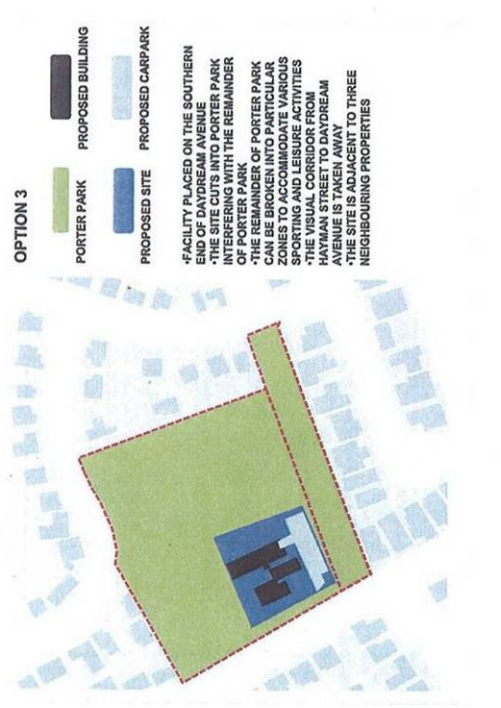 OPTION 3
PORTER PARK
PROPOSED BUILDING
PROPOSED SITE
PROPOSED CARPARK
•FACILITY PLACED ON THE SOUTHERN
END OF DAYDREAM AVENUE
•THE SITE CUTS INTO PORTER PARK
INTERFERING WITH THE REMAINDER
OF PORTER PARK
•THE REMAINDER OF PORTER PARK
CAN BE BROKEN INTO PARTICULAR
ZONES TO ACCOMMODATE VARIOUS
SPORTING AND LEISURE ACTIVITIES
•THE VISUAL CORRIDOR FROM
HAYMAN STREET TO DAYDREAM
AVENUE IS TAKEN AWAY
•THE SITE IS ADJACENT TO THREE
NEIGHBOURING PROPERTIES